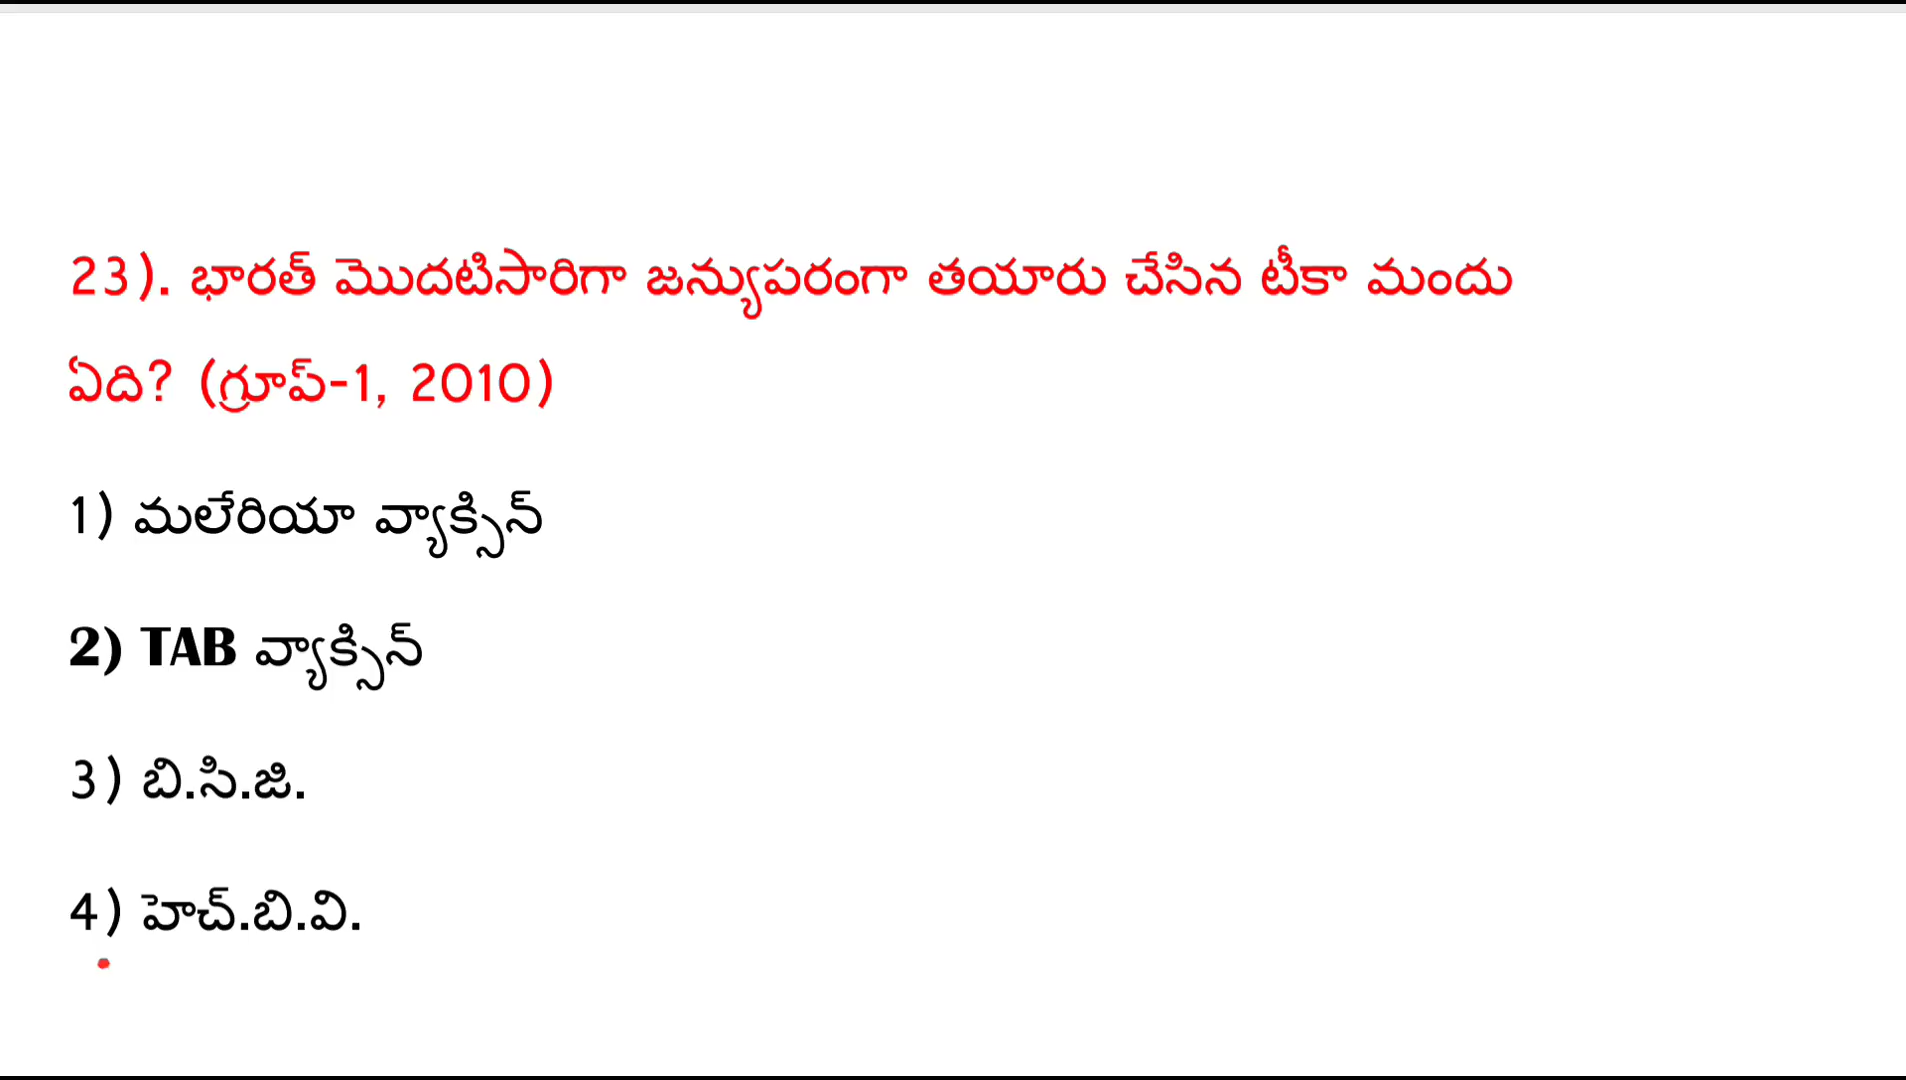 23). భారత్ మొదటిసారిగా జన్యుపరంగా తయారు చేసిన టీకా మందు
ఏది? (గ్రూప్-1, 2010)
1) మలేరియా వ్యాక్సిన్
2) TAB వ్యాక్సిన్
3) బి.సి.జి.
4) హెచ్.బి.వి.